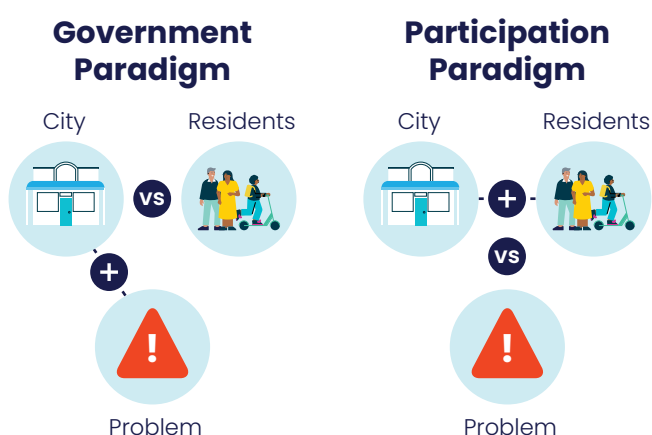 Government
Paradigm
City
Residents
vs
+
!
Problem
Participation
Paradigm
City
Residents
+
vs
!
Problem